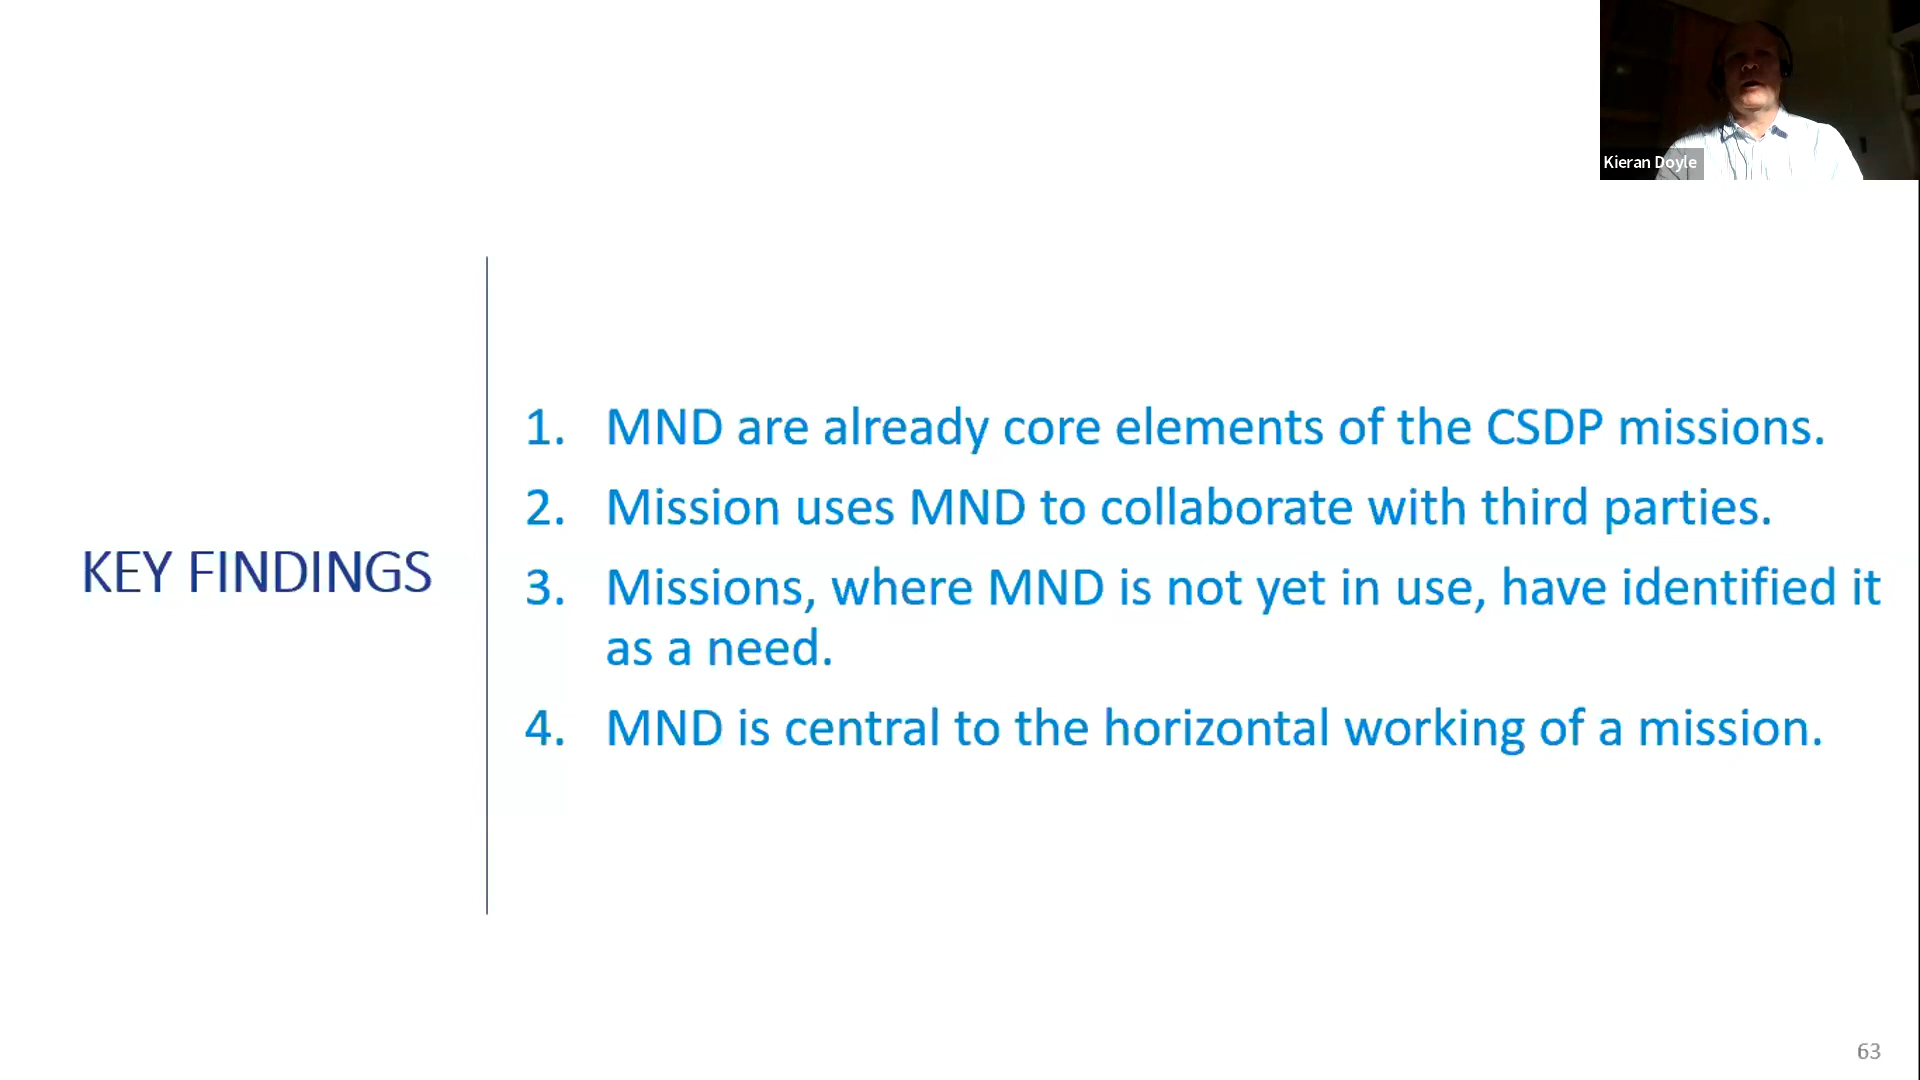 Kieran Doyle
KEY FINDINGS
1. MND are already core elements of the CSDP missions.
2. Mission uses MND to collaborate with third parties.
3. Missions, where MND is not yet in use, have identified it
as a need.
4. MND is central to the horizontal working of a mission.
63